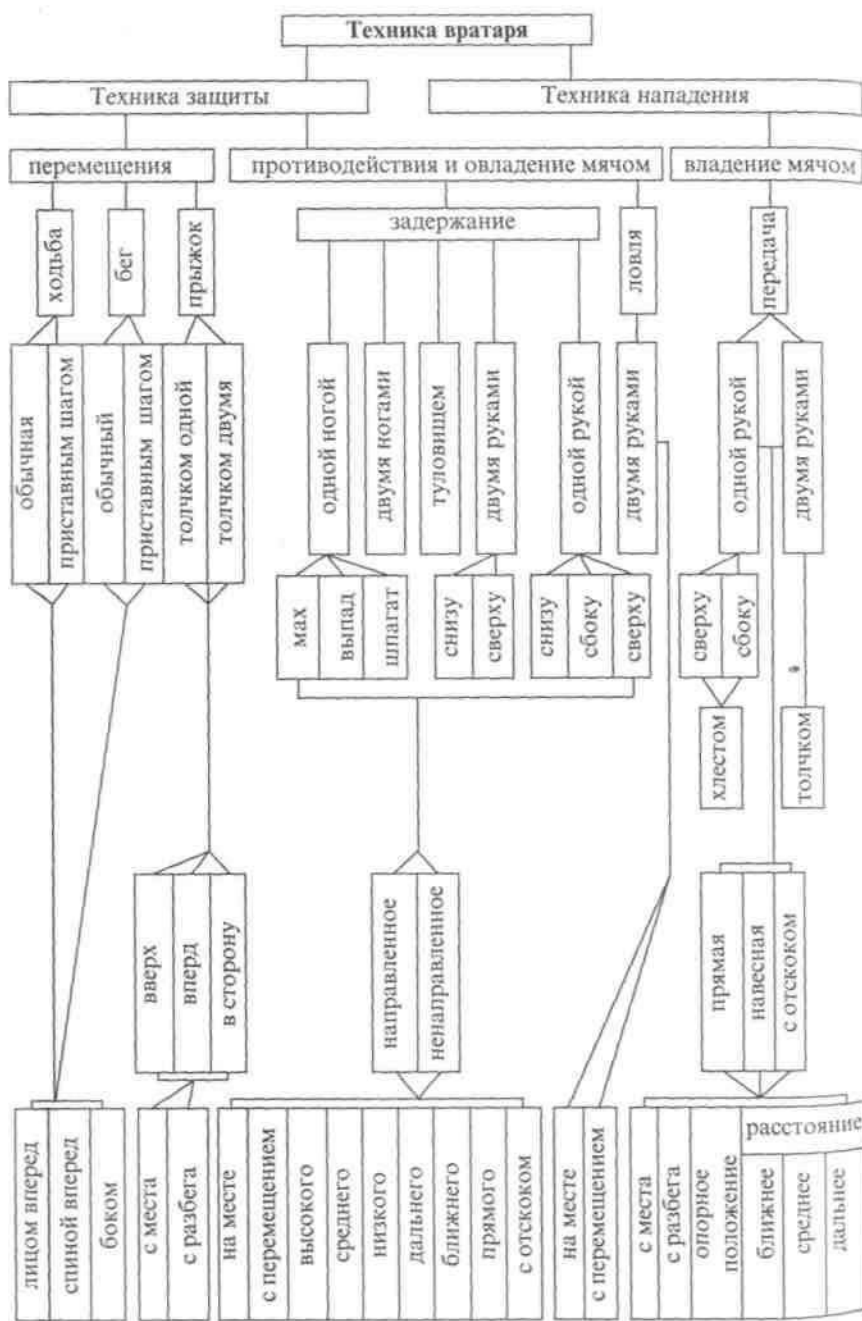 Техника вратаря
Техника защиты
Техника нападения
перемещения
противодействия и овладение мячом
владение мячом
ходьба
бег
прыжок
задержание
ловля
передача
обычная
приставным шагом
обычный
приставным шагом
толчком одной
толчком двумя
одной ногой
двумя ногами
туловищем
двумя руками
одной рукой
двумя руками
одной рукой
двумя руками
мах
выпад
шпагат
снизу
сверху
снизу
сбоку
сверху
сверху
сбоку
хлестом
толчком
вверх
вперд
в сторону
направленное
ненаправленное
прямая
навесная
с отскоком
лицом вперед
спиной вперед
боком
с места
с разбега
на месте
с перемещением
высокого
среднего
низкого
дальнего
ближнего
прямого
с отскоком
на месте
с перемещением
с места
с разбега
опорное
положение
расстояние
ближнее
среднее
дальнее